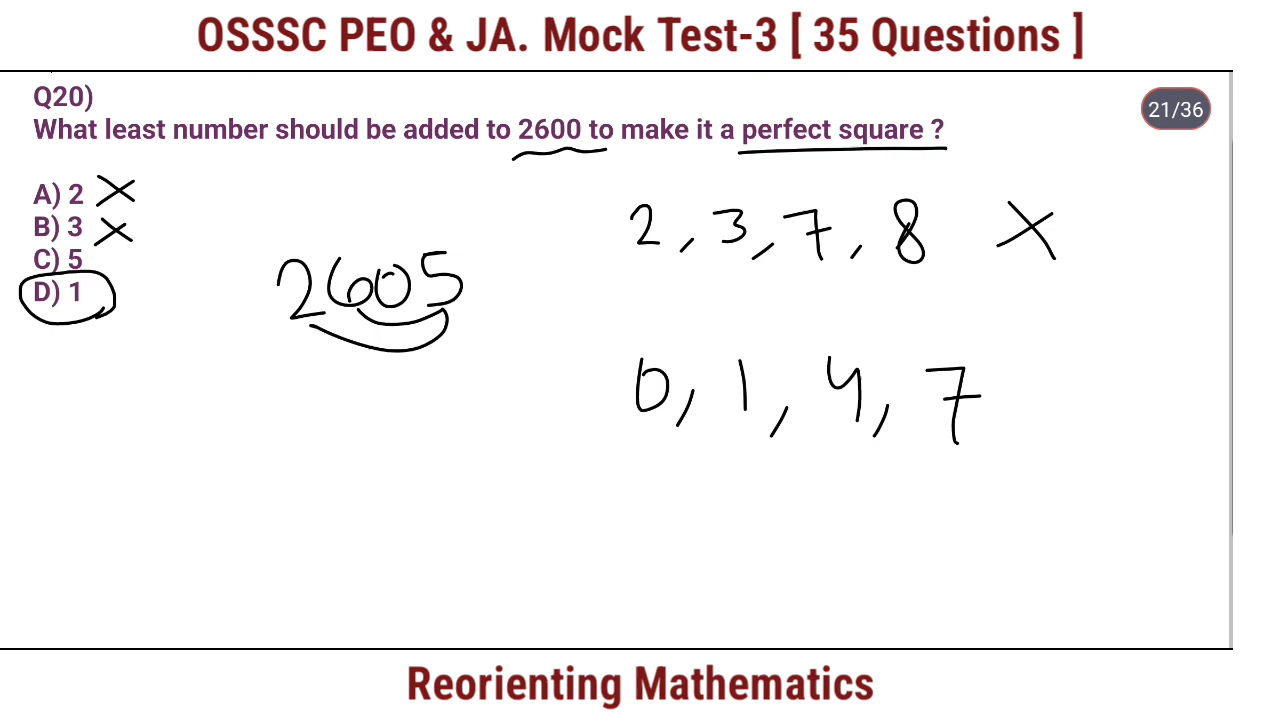 OSSSC PEO & JA. Mock Test-3 [ 35 Questions ]
Q20)
21/36
What least number should be added to 2600 to make it a perfect square ?
A) 2 X
B) 3 X
C) 5
D) 1
2, 3, 7, 8 X
2605
0, 1, 4, 7
Reorienting Mathematics